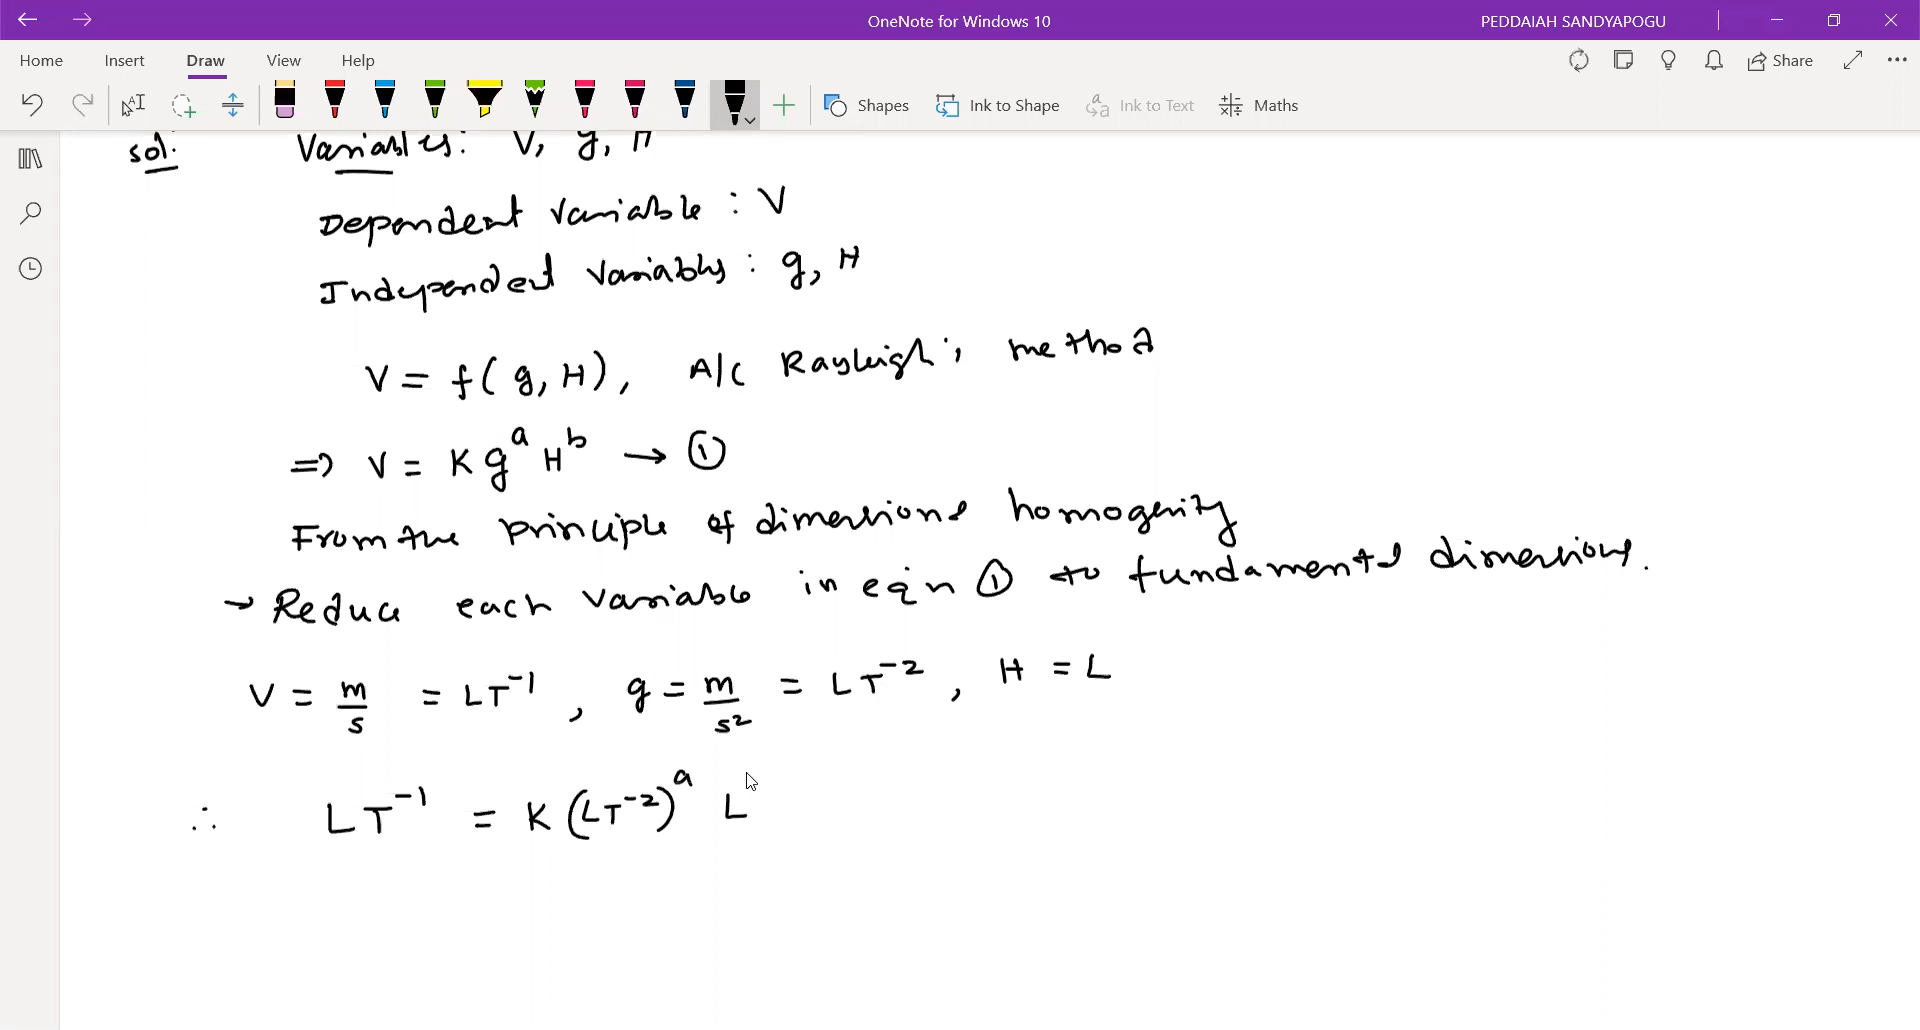 OneNote for Windows 10 PEDDAIAH SANDYAPOGU
Home Insert Draw View Help Share
Shapes Ink to Shape Ink to Text Maths
Sol: Variables: V, g, H
Dependent variable : V
Independent variables : g, H
V = f(g, H), A/c Rayleigh's method
=> V = K g^a H^b → ①
From the principle of dimensional homogenity
→ Reduce each variable in eqn ① to fundamental dimensions.
V = m/s = LT^-1, g = m/s² = LT^-2, H = L
∴ LT^-1 = K (LT^-2)^a L